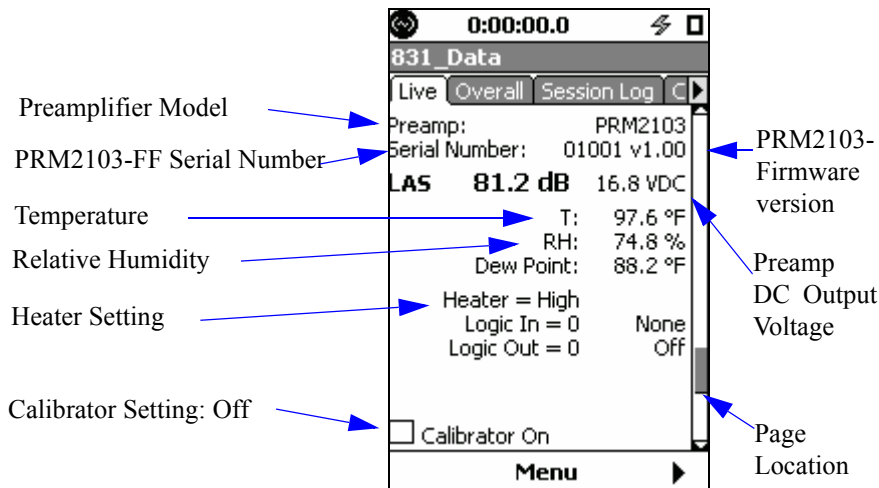 0:00:00.0
831_Data
Live Overall Session Log C
Preamp: PRM2103
Serial Number: 01001 v1.00
LAS 81.2 dB 16.8 VDC
T: 97.6 °F
RH: 74.8 %
Dew Point: 88.2 °F
Heater = High
Logic In = 0 None
Logic Out = 0 Off
Calibrator On
Menu
Preamplifier Model
PRM2103-FF Serial Number
Temperature
Relative Humidity
Heater Setting
Calibrator Setting: Off
PRM2103-
Firmware
version
Preamp
DC Output
Voltage
Page
Location